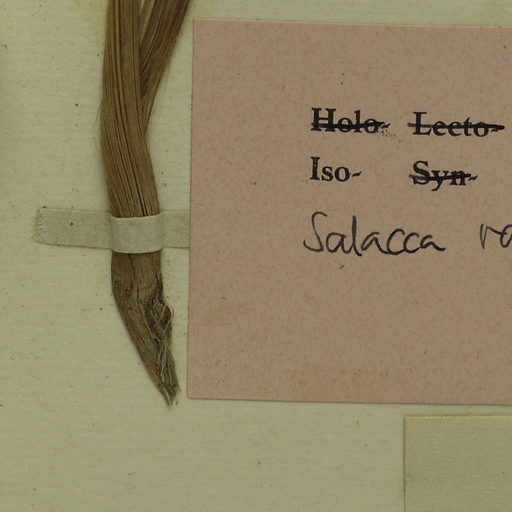 Holo- Lecto-
Iso- Syn-
Salacca